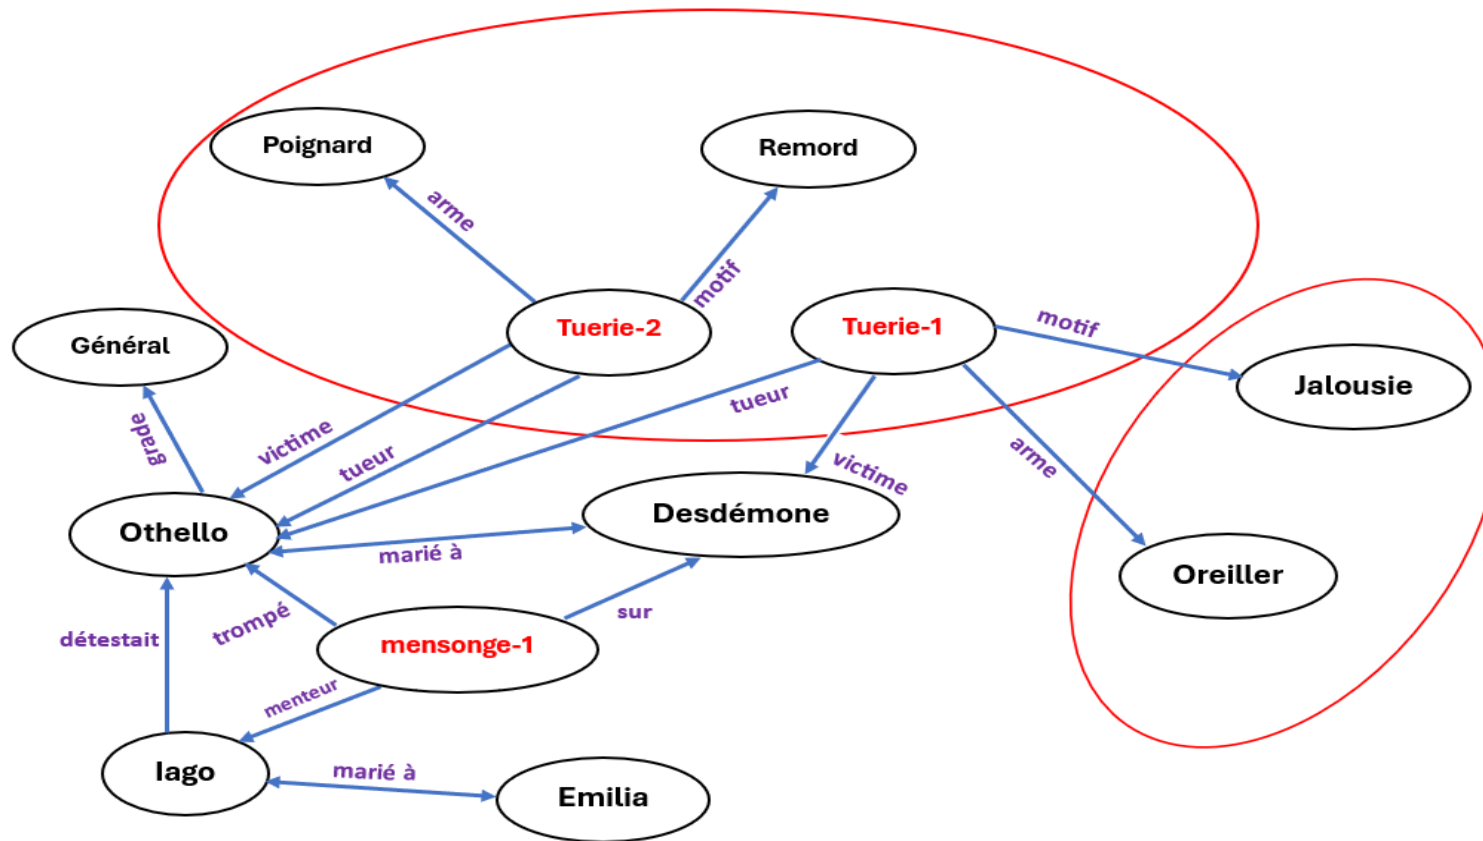 Poignard
Remord
arme
motif
Tuerie-2
Tuerie-1
motif
Général
Jalousie
tueur
grade
victime
tueur
arme
victime
Othello
Desdémone
marié à
Oreiller
trompé
sur
détestait
mensonge-1
menteur
Iago
marié à
Emilia